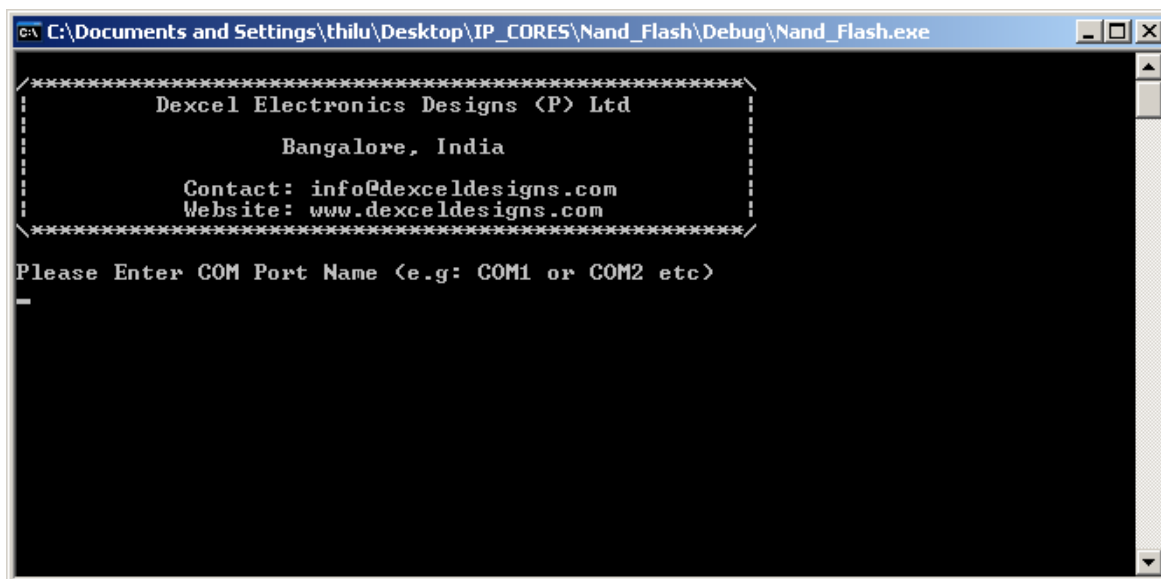 C:\Documents and Settings\thilu\Desktop\IP_CORES\Nand_Flash\Debug\Nand_Flash.exe
/***************************************************\
Dexcel Electronics Designs (P) Ltd
Bangalore, India
Contact: info@dexceldesigns.com
Website: www.dexceldesigns.com
\***************************************************/
Please Enter COM Port Name (e.g: COM1 or COM2 etc)